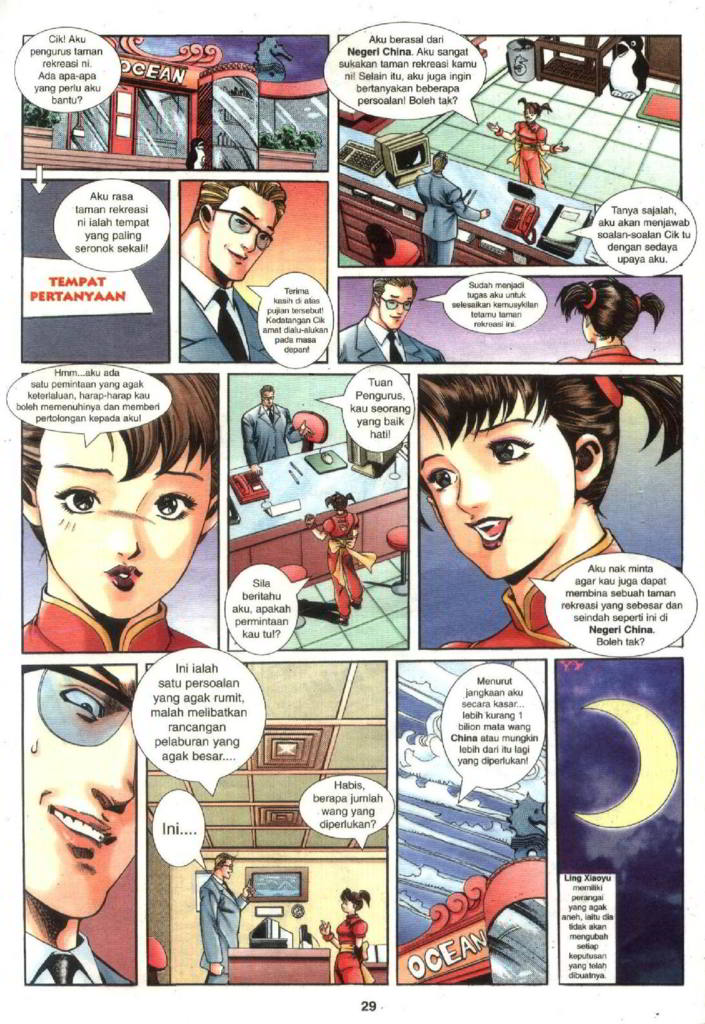 Cik! Aku
pengurus taman
rekreasi ni.
Ada apa-apa
yang perlu aku
bantu?
OCEAN
Aku berasal dari
Negeri China. Aku sangat
sukakan taman rekreasi kamu
ni! Selain itu, aku juga ingin
bertanyakan beberapa
persoalan! Boleh tak?
Tanya sajalah,
aku akan menjawab
soalan-soalan Cik tu
dengan sedaya
upaya aku.
Aku rasa
taman rekreasi
ni ialah tempat
yang paling
seronok sekali!
TEMPAT
PERTANYAAN
Terima
kasih di atas
pujian tersebut!
Kedatangan Cik
amat dialu-alukan
pada masa
depan!
Sudah menjadi
tugas aku untuk
selesaikan kemusykilan
tetamu taman
rekreasi ini.
Hmm...aku ada
satu pemintaan yang agak
keterlaluan, harap-harap kau
boleh memenuhinya dan memberi
pertolongan kepada aku!
Tuan
Pengurus,
kau seorang
yang baik
hati!
Sila
beritahu
aku, apakah
permintaan
kau tu!?
Aku nak minta
agar kau juga dapat
membina sebuah taman
rekreasi yang sebesar dan
seindah seperti ini di
Negeri China.
Boleh tak?
Ini ialah
satu persoalan
yang agak rumit,
malah melibatkan
rancangan
pelaburan yang
agak besar....
Ini....
Habis,
berapa jumlah
wang yang
diperlukan?
Menurut
jangkaan aku
secara kasar...
lebih kurang 1
bilion mata wang
China atau mungkin
lebih dari itu lagi
yang diperlukan!
OCEAN
Ling Xiaoyu
memiliki
perangai
yang agak
aneh, iaitu dia
tidak akan
mengubah
setiap
keputusan
yang telah
dibuatnya.
29